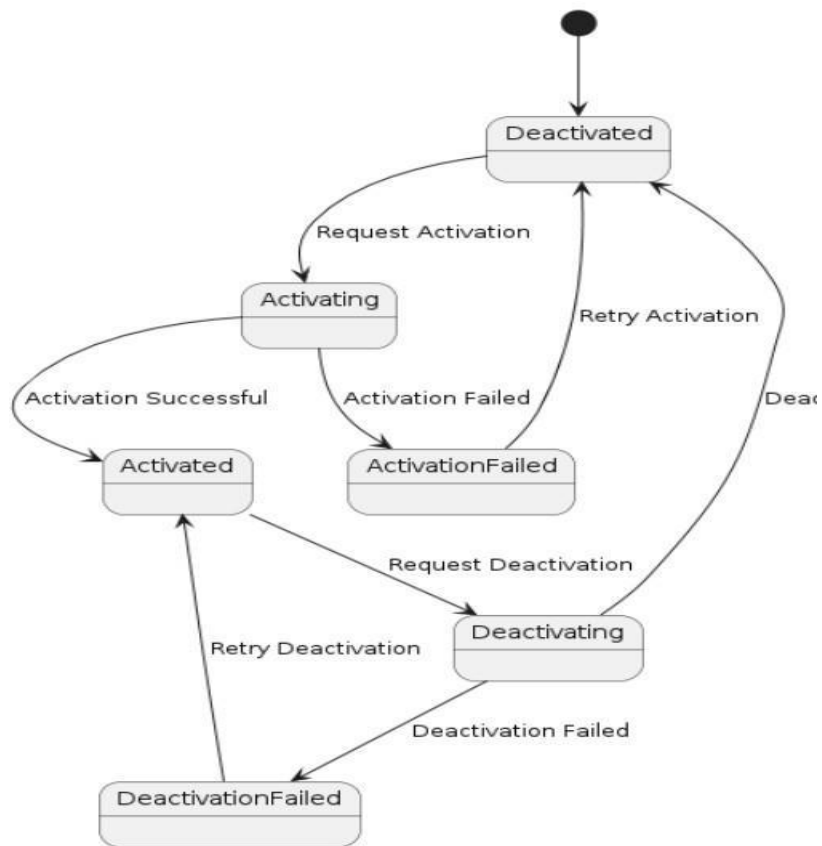 Deactivated
Request Activation
Activating
Retry Activation
Activation Successful
Activation Failed
Activated
ActivationFailed
Request Deactivation
Deactivating
Retry Deactivation
Deactivation Failed
DeactivationFailed